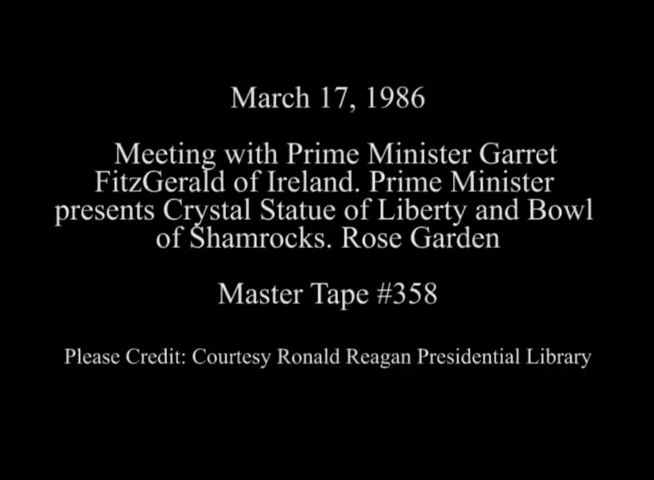 March 17, 1986
Meeting with Prime Minister Garret
FitzGerald of Ireland. Prime Minister
presents Crystal Statue of Liberty and Bowl
of Shamrocks. Rose Garden
Master Tape #358
Please Credit: Courtesy Ronald Reagan Presidential Library